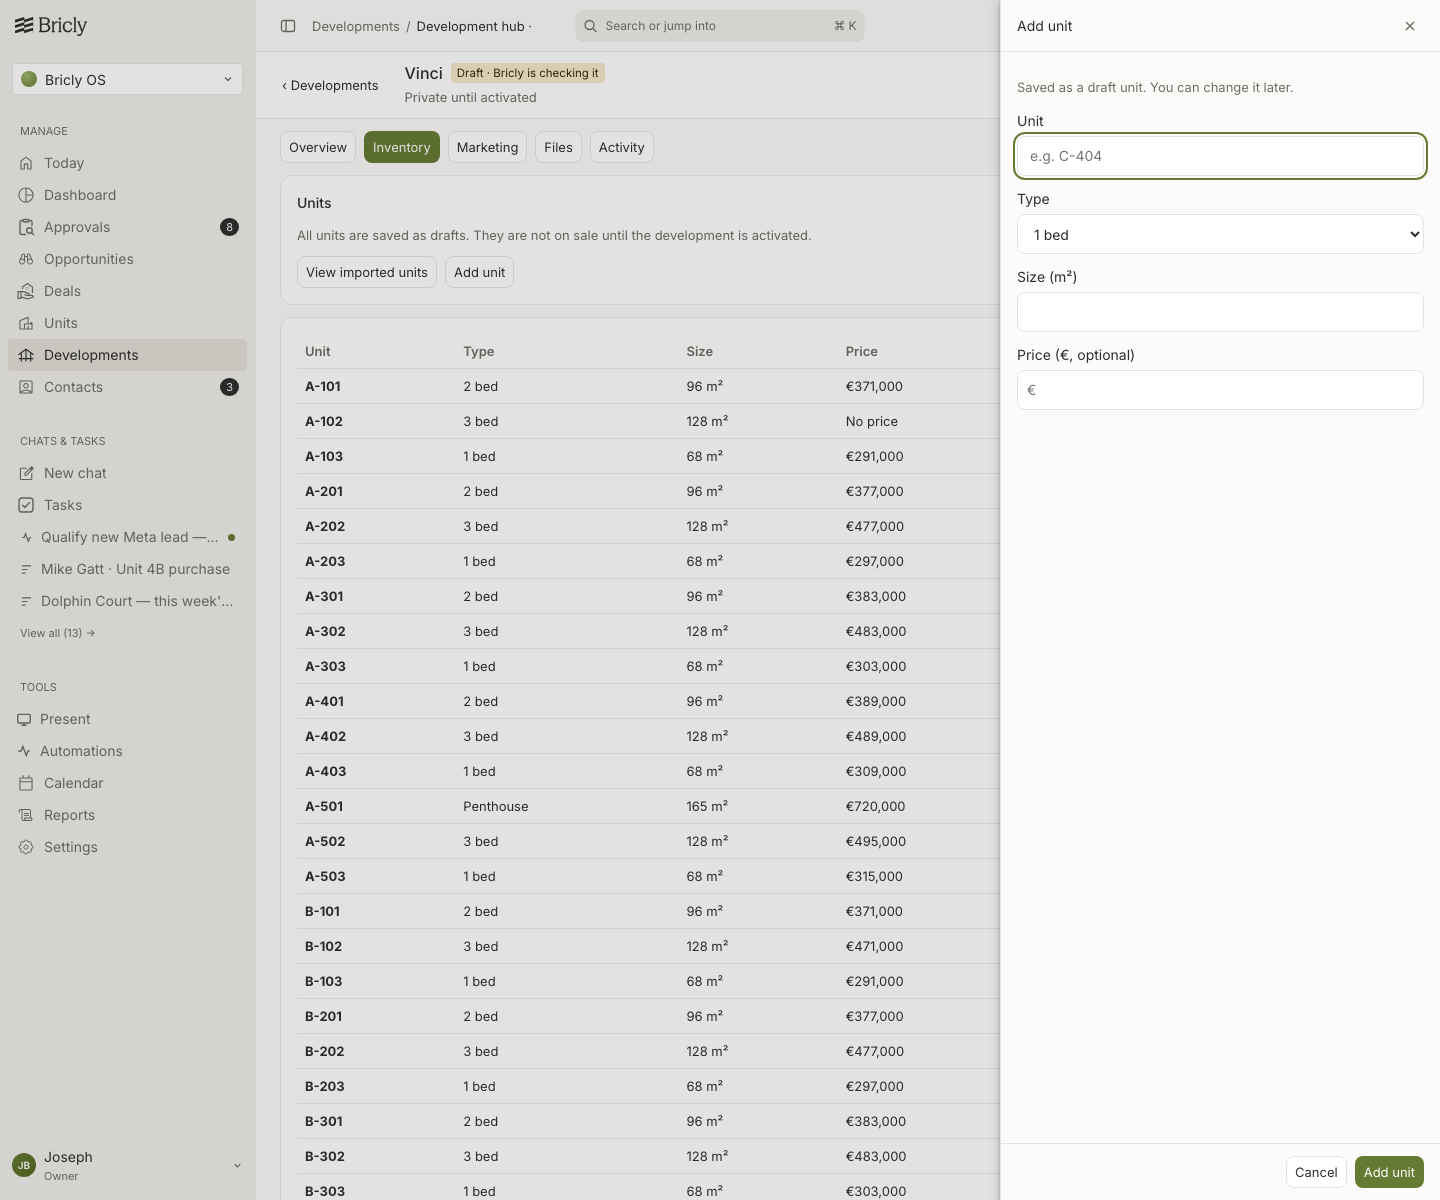 Bricly
Bricly OS
MANAGE
Today
Dashboard
Approvals 8
Opportunities
Deals
Units
Developments
Contacts 3
CHATS & TASKS
New chat
Tasks
Qualify new Meta lead —...
Mike Gatt · Unit 4B purchase
Dolphin Court — this week'...
View all (13) →
TOOLS
Present
Automations
Calendar
Reports
Settings
JB
Joseph
Owner
Developments / Development hub ·
Search or jump into ⌘ K
‹ Developments
Vinci Draft · Bricly is checking it
Private until activated
Overview Inventory Marketing Files Activity
Units
All units are saved as drafts. They are not on sale until the development is activated.
View imported units Add unit
Unit Type Size Price
A-101 2 bed 96 m² €371,000
A-102 3 bed 128 m² No price
A-103 1 bed 68 m² €291,000
A-201 2 bed 96 m² €377,000
A-202 3 bed 128 m² €477,000
A-203 1 bed 68 m² €297,000
A-301 2 bed 96 m² €383,000
A-302 3 bed 128 m² €483,000
A-303 1 bed 68 m² €303,000
A-401 2 bed 96 m² €389,000
A-402 3 bed 128 m² €489,000
A-403 1 bed 68 m² €309,000
A-501 Penthouse 165 m² €720,000
A-502 3 bed 128 m² €495,000
A-503 1 bed 68 m² €315,000
B-101 2 bed 96 m² €371,000
B-102 3 bed 128 m² €471,000
B-103 1 bed 68 m² €291,000
B-201 2 bed 96 m² €377,000
B-202 3 bed 128 m² €477,000
B-203 1 bed 68 m² €297,000
B-301 2 bed 96 m² €383,000
B-302 3 bed 128 m² €483,000
B-303 1 bed 68 m² €303,000
Add unit
Saved as a draft unit. You can change it later.
Unit
e.g. C-404
Type
1 bed
Size (m²)
Price (€, optional)
€
Cancel Add unit